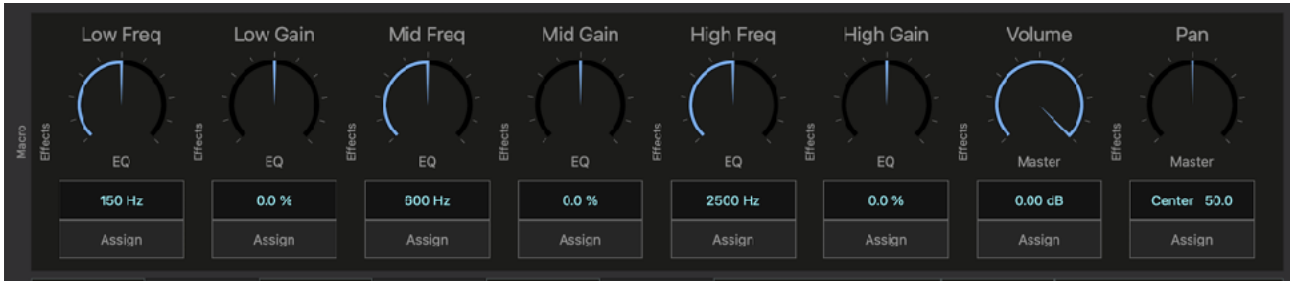 Low Freq Low Gain Mid Freq Mid Gain High Freq High Gain Volume Pan
Macro
Effects Effects Effects Effects Effects Effects Effects Effects
EQ EQ EQ EQ EQ EQ Master Master
150 Hz 0.0 % 800 Hz 0.0 % 2500 Hz 0.0 % 0.00 dB Center 50.0
Assign Assign Assign Assign Assign Assign Assign Assign